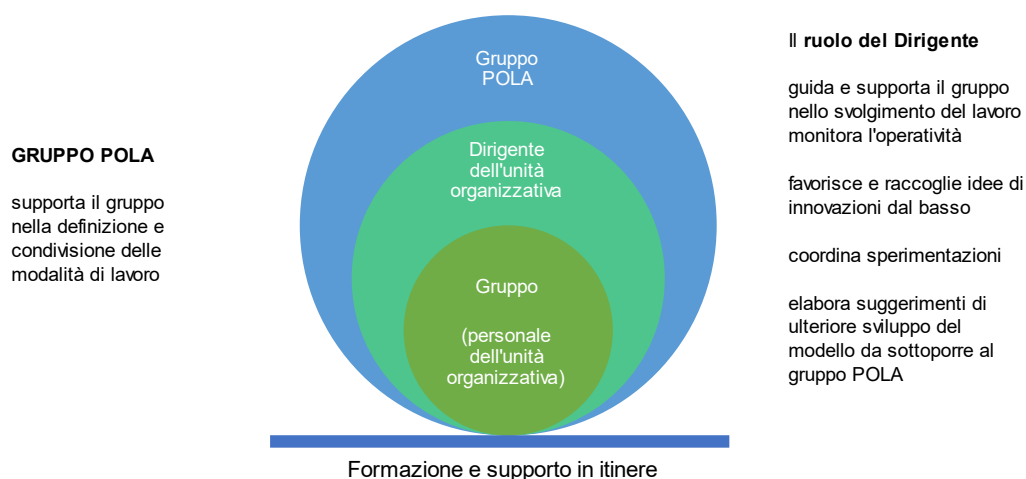 GRUPPO POLA
supporta il gruppo
nella definizione e
condivisione delle
modalità di lavoro
Gruppo
POLA
Dirigente
dell'unità
organizzativa
Gruppo
(personale
dell'unità
organizzativa)
Il ruolo del Dirigente
guida e supporta il gruppo
nello svolgimento del lavoro
monitora l'operatività
favorisce e raccoglie idee di
innovazioni dal basso
coordina sperimentazioni
elabora suggerimenti di
ulteriore sviluppo del
modello da sottoporre al
gruppo POLA
Formazione e supporto in itinere